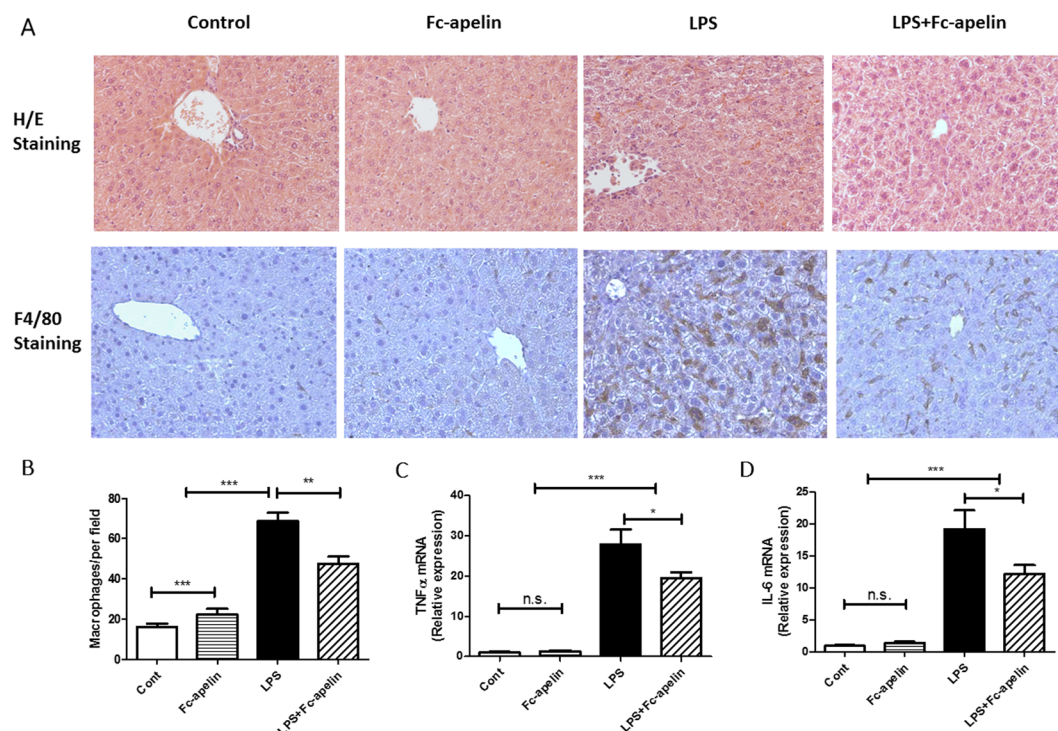 A
Control
Fc-apelin
LPS
LPS+Fc-apelin
H/E
Staining
F4/80
Staining
B
Macrophages/per field
80
60
40
20
0
***
***
**
Cont
Fc-apelin
LPS
LPS+Fc-apelin
C
TNFα mRNA
(Relative expression)
40
30
20
10
0
***
*
n.s.
Cont
Fc-apelin
LPS
LPS+Fc-apelin
D
IL-6 mRNA
(Relative expression)
25
20
15
10
5
0
***
*
n.s.
Cont
Fc-apelin
LPS
LPS+Fc-apelin